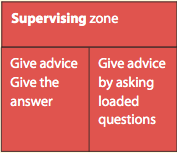 Supervising zone
Give advice
Give the
answer
Give advice
by asking
loaded
questions